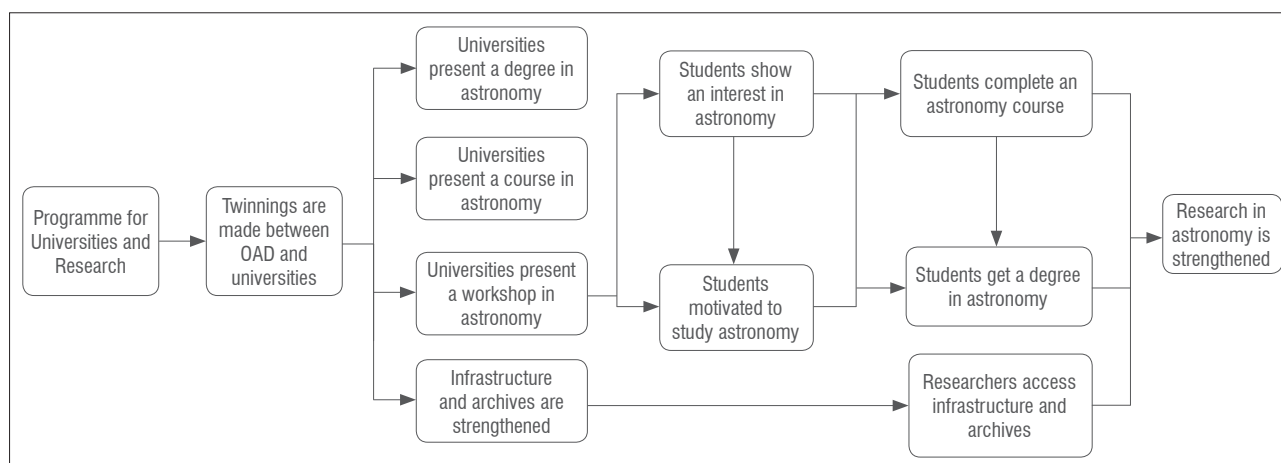 Programme for
Universities and
Research
Twinnings are
made between
OAD and
universities
Universities
present a degree in
astronomy
Universities
present a course in
astronomy
Universities present
a workshop in
astronomy
Infrastructure
and archives are
strengthened
Students show
an interest in
astronomy
Students
motivated to
study astronomy
Students complete an
astronomy course
Students get a degree
in astronomy
Researchers access
infrastructure and
archives
Research in
astronomy is
strengthened